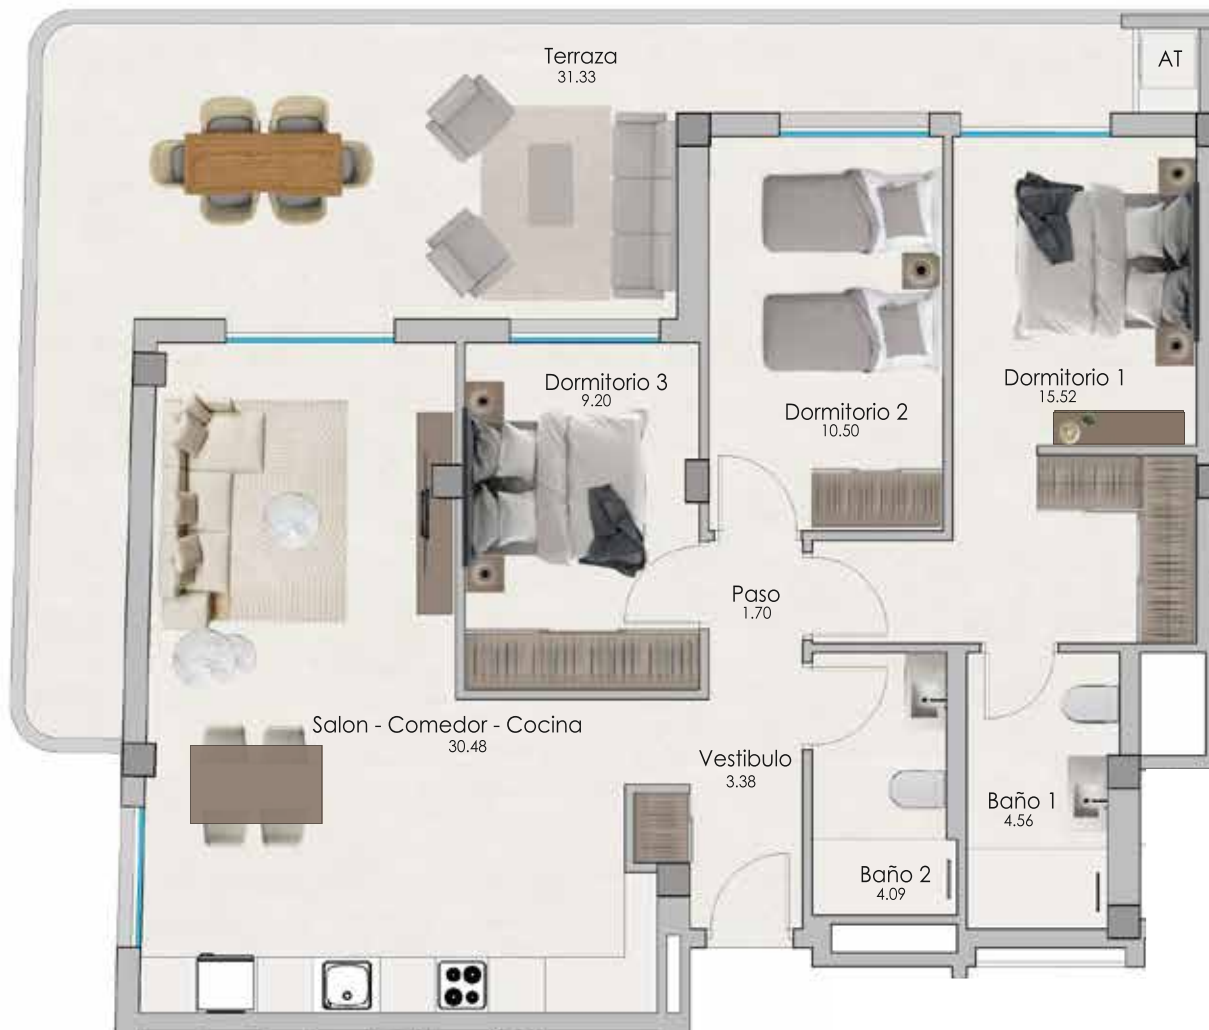 Terraza
31.33
AT
Dormitorio 3
9.20
Dormitorio 2
10.50
Dormitorio 1
15.52
Paso
1.70
Salon - Comedor - Cocina
30.48
Vestibulo
3.38
Baño 1
4.56
Baño 2
4.09